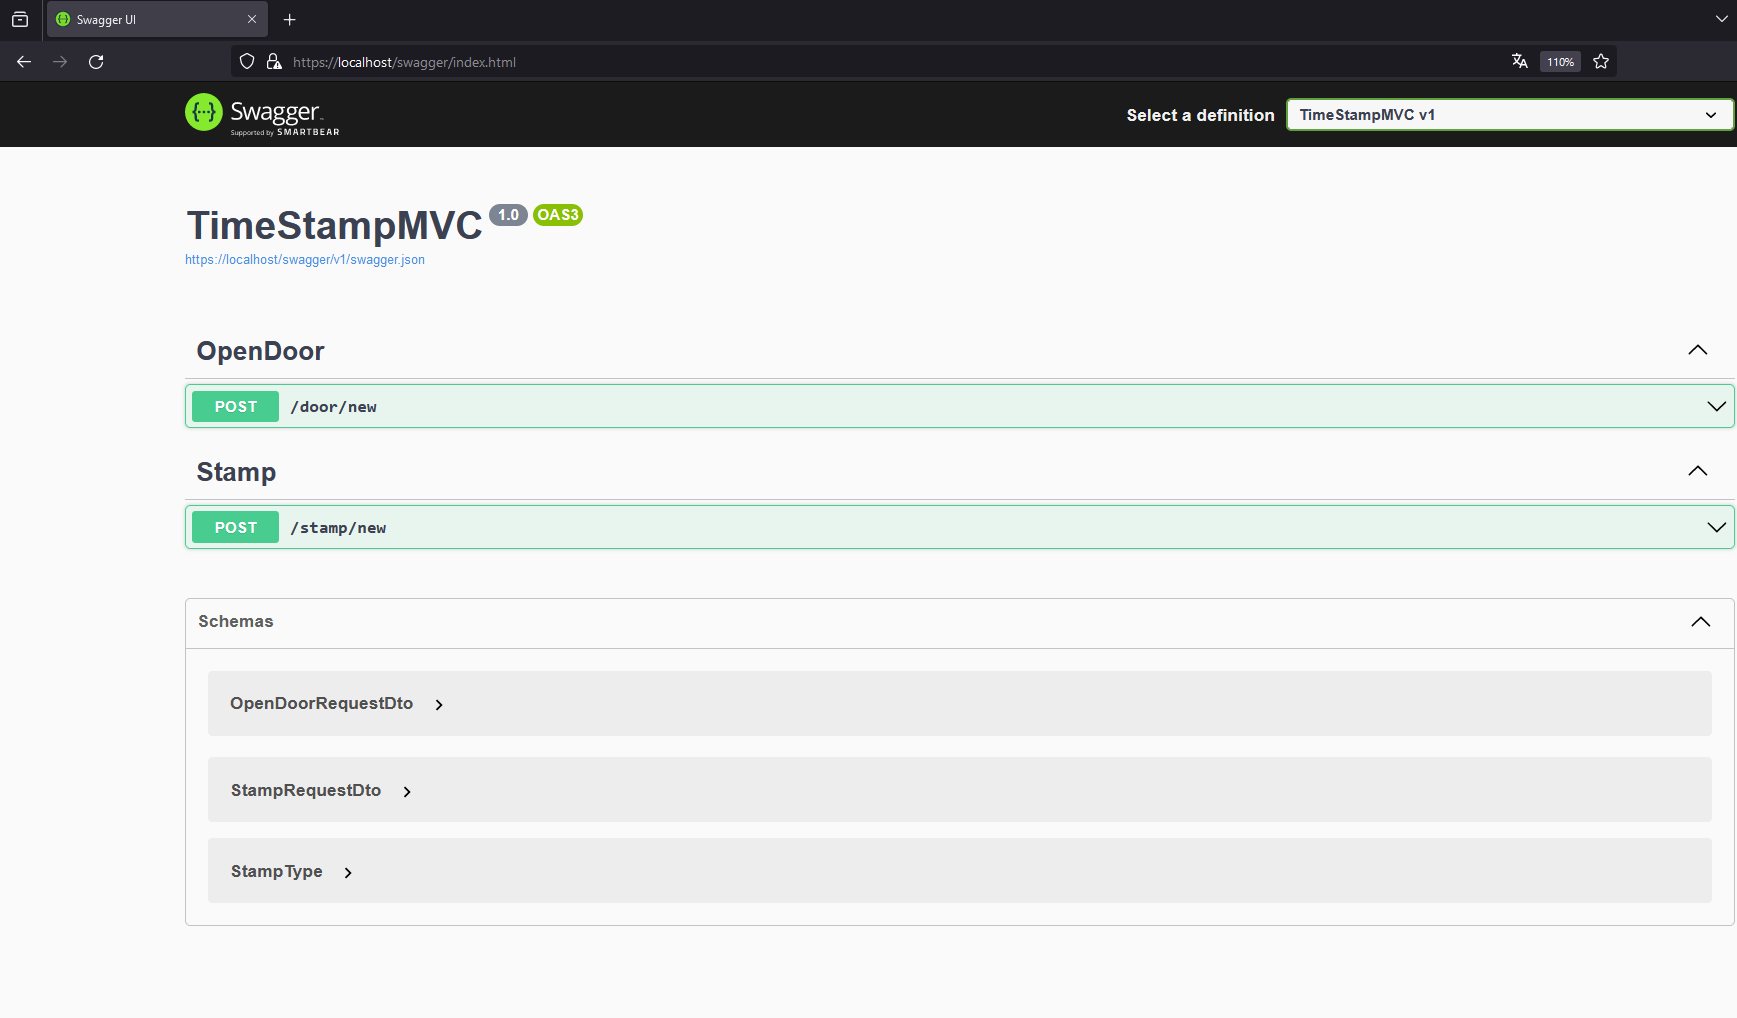 Swagger UI
https://localhost/swagger/index.html
110%
Swagger
Supported by SMARTBEAR
Select a definition
TimeStampMVC v1
TimeStampMVC 1.0 OAS3
https://localhost/swagger/v1/swagger.json
OpenDoor
POST /door/new
Stamp
POST /stamp/new
Schemas
OpenDoorRequestDto
StampRequestDto
StampType